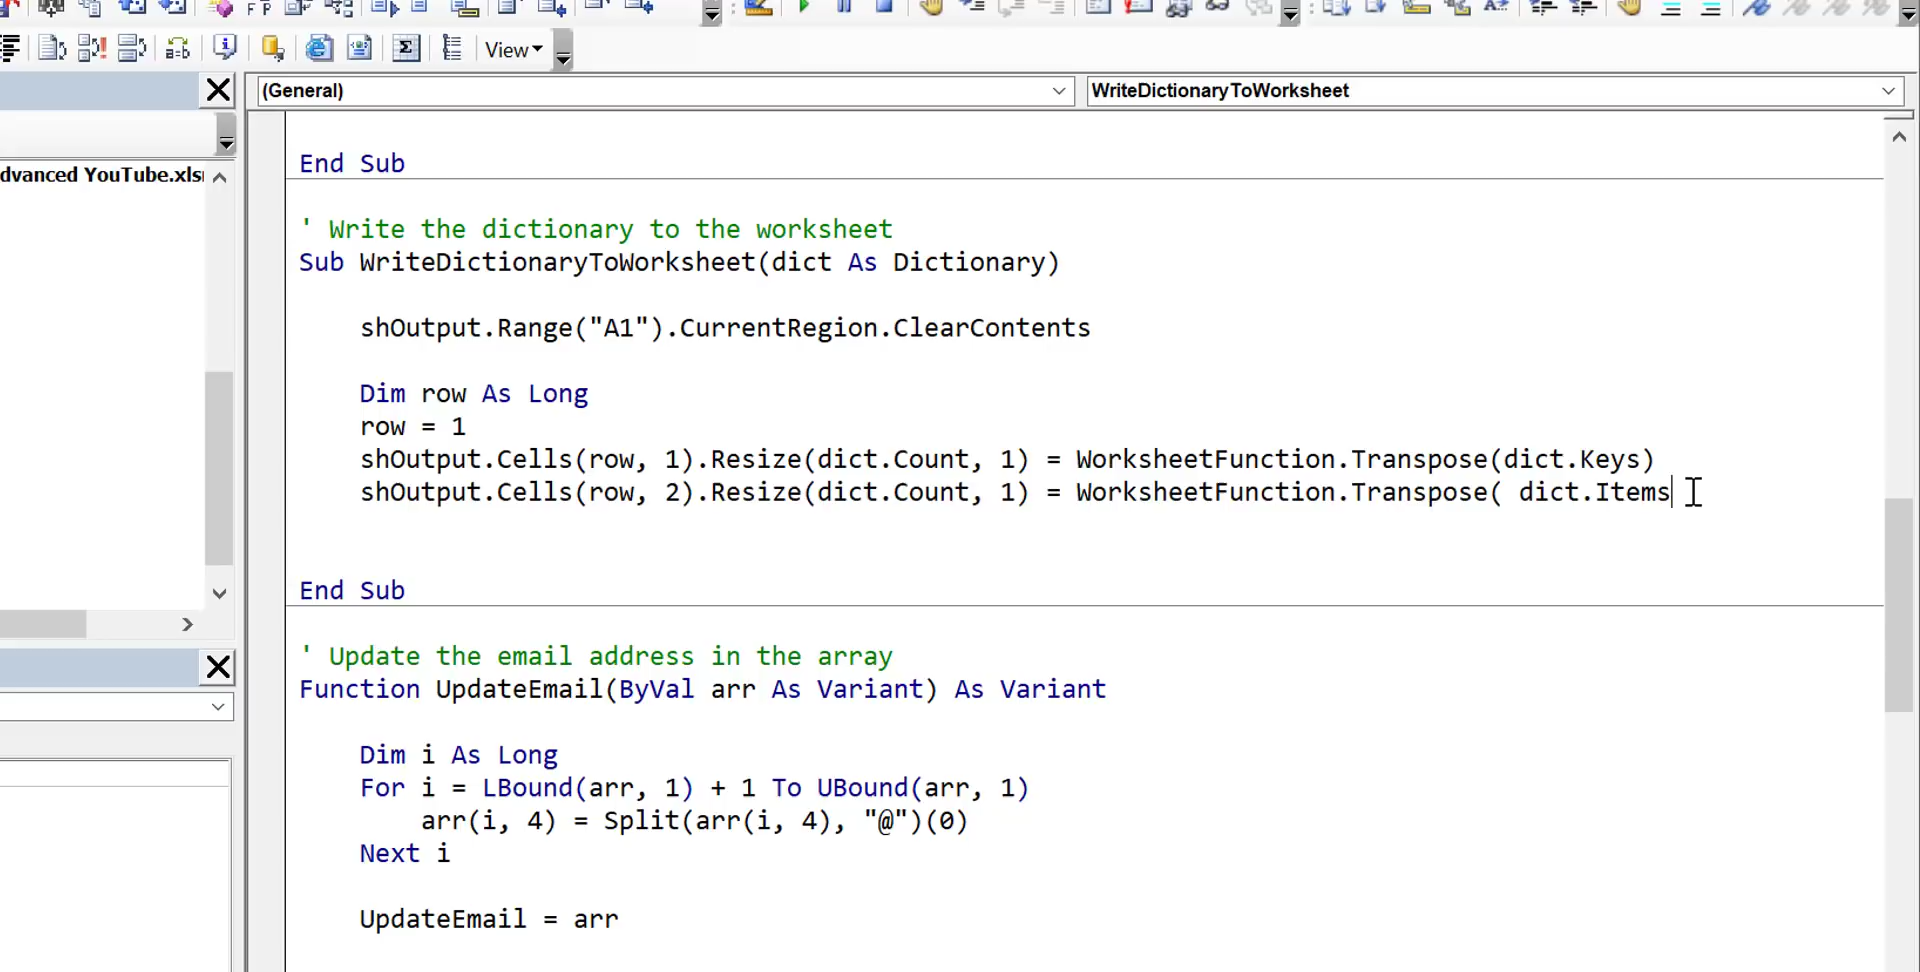 FP
View
(General)
WriteDictionaryToWorksheet
dvanced YouTube.xls
End Sub
' Write the dictionary to the worksheet
Sub WriteDictionaryToWorksheet(dict As Dictionary)
shOutput.Range("A1").CurrentRegion.ClearContents
Dim row As Long
row = 1
shOutput.Cells(row, 1).Resize(dict.Count, 1) = WorksheetFunction.Transpose(dict.Keys)
shOutput.Cells(row, 2).Resize(dict.Count, 1) = WorksheetFunction.Transpose( dict.Items
End Sub
' Update the email address in the array
Function UpdateEmail(ByVal arr As Variant) As Variant
Dim i As Long
For i = LBound(arr, 1) + 1 To UBound(arr, 1)
arr(i, 4) = Split(arr(i, 4), "@")(0)
Next i
UpdateEmail = arr